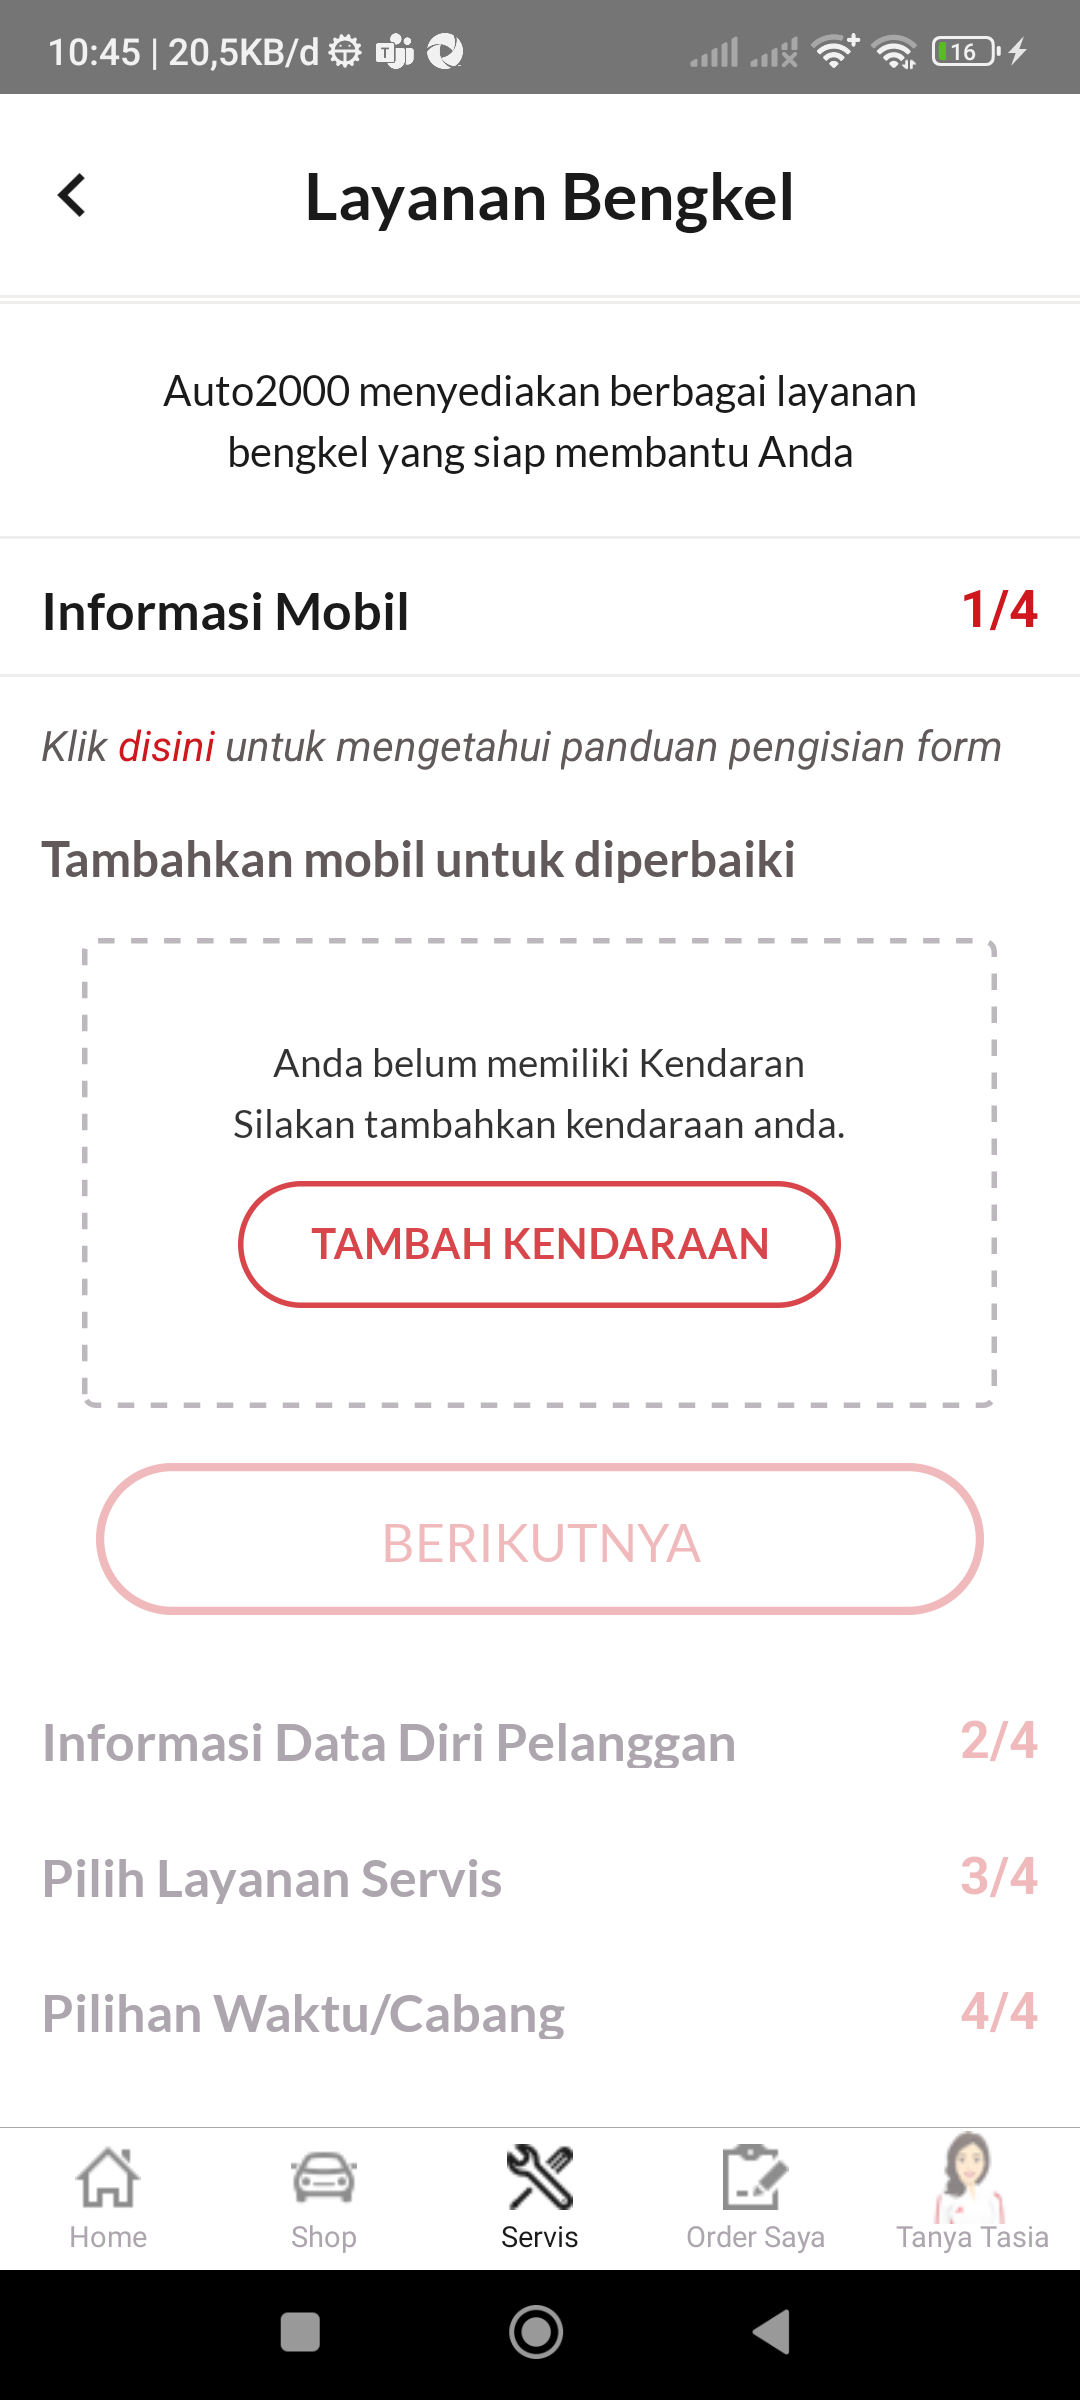 10:45 | 20,5KB/d
16
Layanan Bengkel
Auto2000 menyediakan berbagai layanan
bengkel yang siap membantu Anda
Informasi Mobil 1/4
Klik disini untuk mengetahui panduan pengisian form
Tambahkan mobil untuk diperbaiki
Anda belum memiliki Kendaran
Silakan tambahkan kendaraan anda.
TAMBAH KENDARAAN
BERIKUTNYA
Informasi Data Diri Pelanggan 2/4
Pilih Layanan Servis 3/4
Pilihan Waktu/Cabang 4/4
Home Shop Servis Order Saya Tanya Tasia